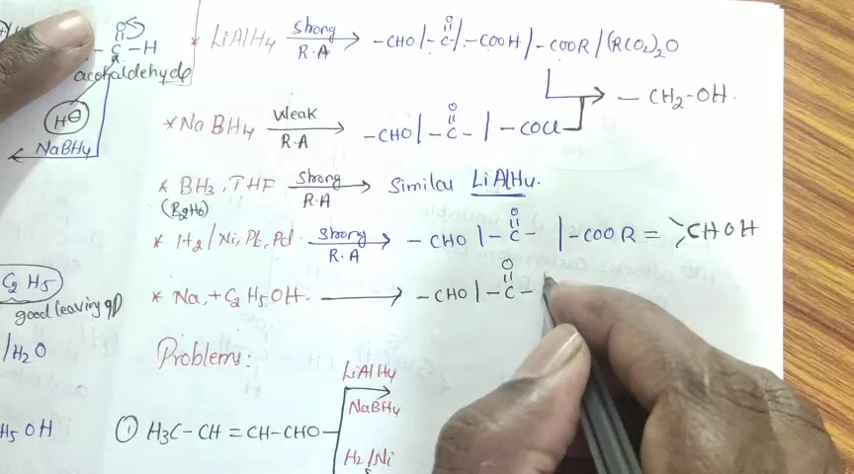 O
- C - H
acetaldehyde
H⊖
NaBH4
* LiAlH4 Strong R.A → -CHO | - C - | -COOH | -COOR / (RCO2)2O
O
→ - CH2-OH.
* NaBH4 Weak R.A → -CHO | - C - | - COCl
O
* BH3, THF Strong R.A → Similar LiAlH4.
(B2H6)
* H2/Ni, Pt, Pd. Strong R.A → - CHO | - C - | -COOR = >CHOH
O
C2H5
good leaving gp
* Na, + C2H5OH. → -CHO | - C -
O
/H2O
Problems:
H5OH
① H3C-CH=CH-CHO-
LiAlH4
NaBH4
H2/Ni